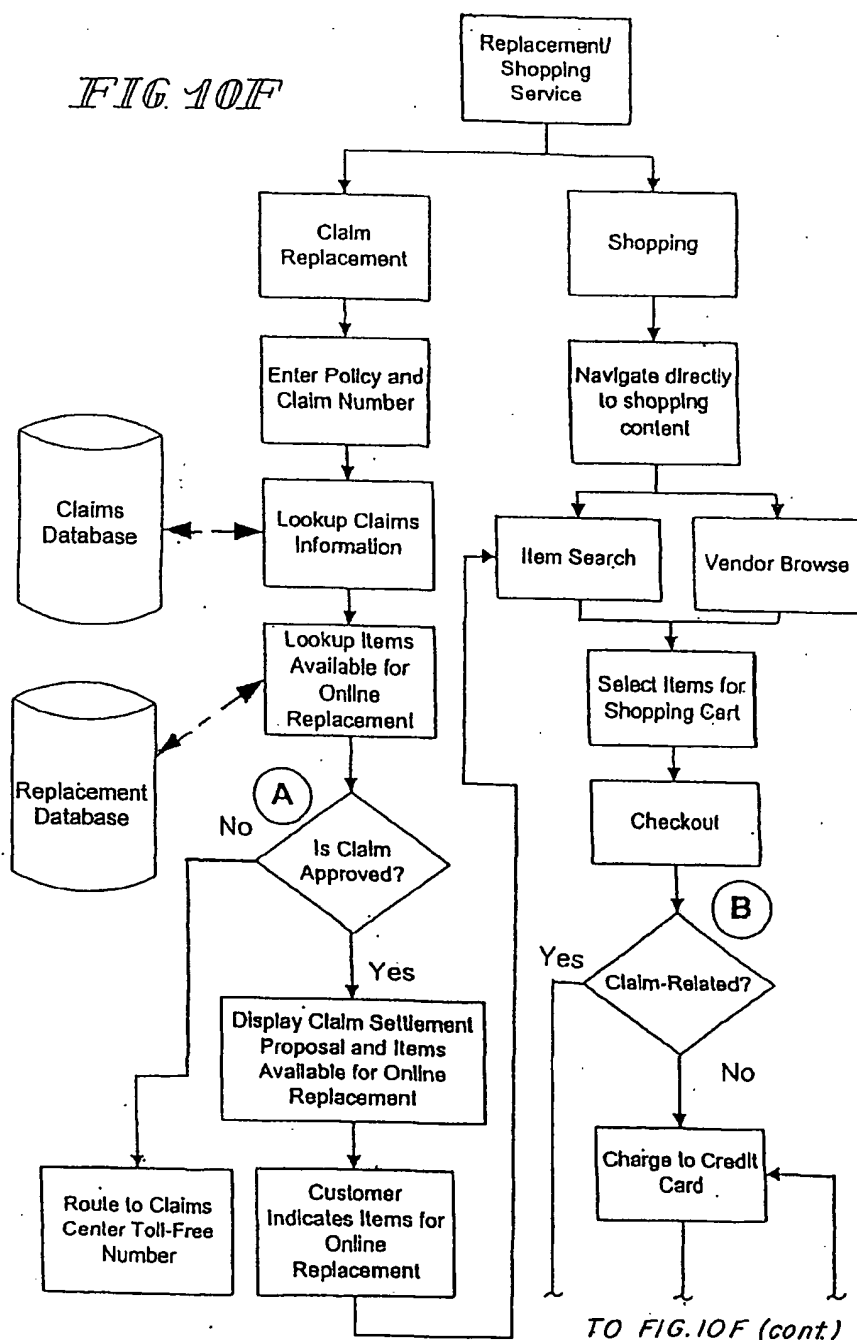 FIG. 10F
Replacement/
Shopping
Service
Claim
Replacement
Shopping
Enter Policy and
Claim Number
Navigate directly
to shopping
content
Claims
Database
Lookup Claims
Information
Item Search
Vendor Browse
Lookup Items
Available for
Online
Replacement
Select Items for
Shopping Cart
Replacement
Database
A
No
Is Claim
Approved?
Checkout
B
Yes
Yes
Claim-Related?
Display Claim Settlement
Proposal and Items
Available for Online
Replacement
No
Route to Claims
Center Toll-Free
Number
Customer
Indicates Items for
Online
Replacement
Charge to Credit
Card
TO FIG. 10F (cont.)